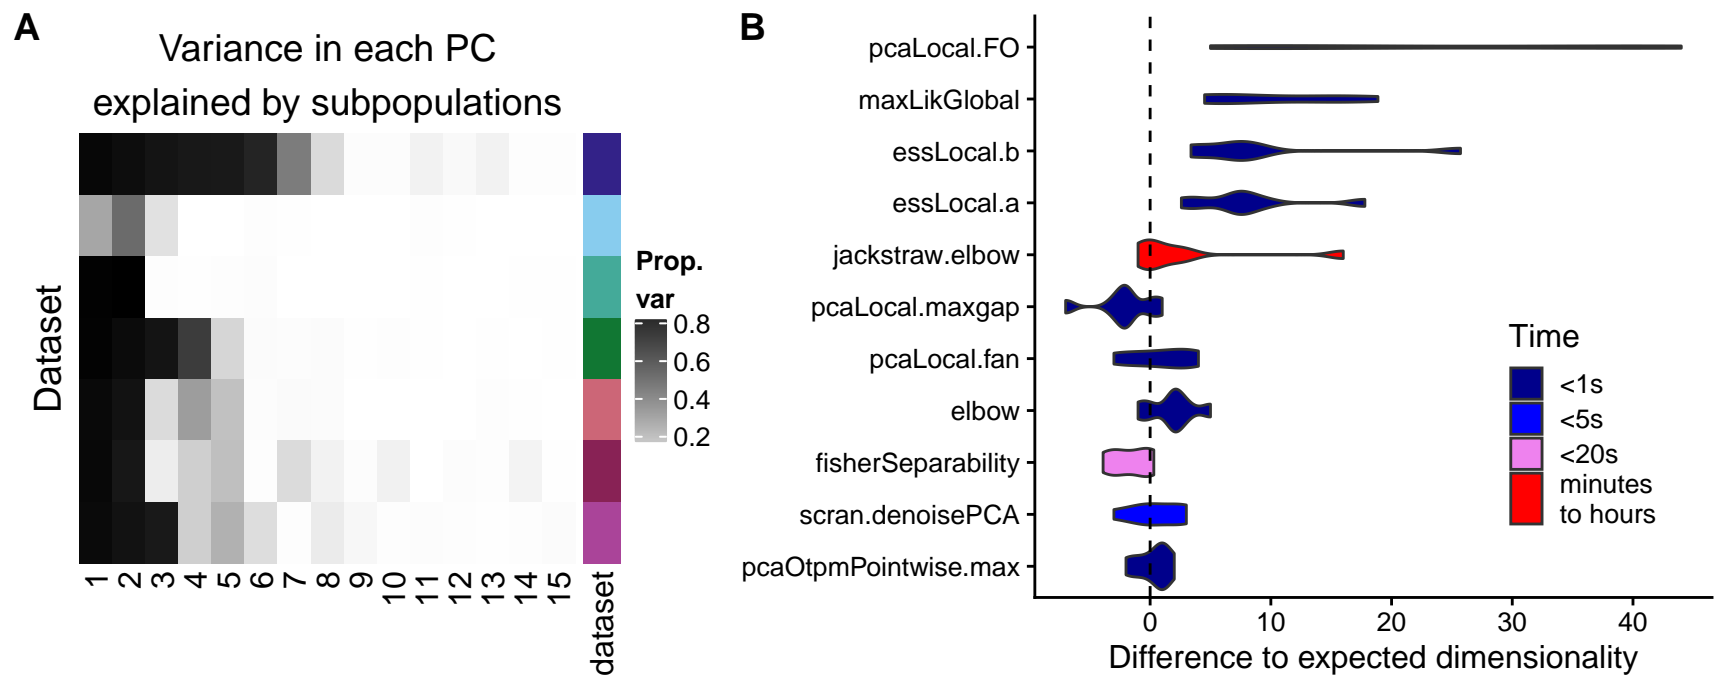 A
Variance in each PC
explained by subpopulations
Dataset
Prop.
var
0.8
0.6
0.4
0.2
1 2 3 4 5 6 7 8 9 10 11 12 13 14 15 dataset
B
pcaLocal.FO
maxLikGlobal
essLocal.b
essLocal.a
jackstraw.elbow
pcaLocal.maxgap
pcaLocal.fan
elbow
fisherSeparability
scran.denoisePCA
pcaOtpmPointwise.max
0 10 20 30 40
Difference to expected dimensionality
Time
<1s
<5s
<20s
minutes
to hours